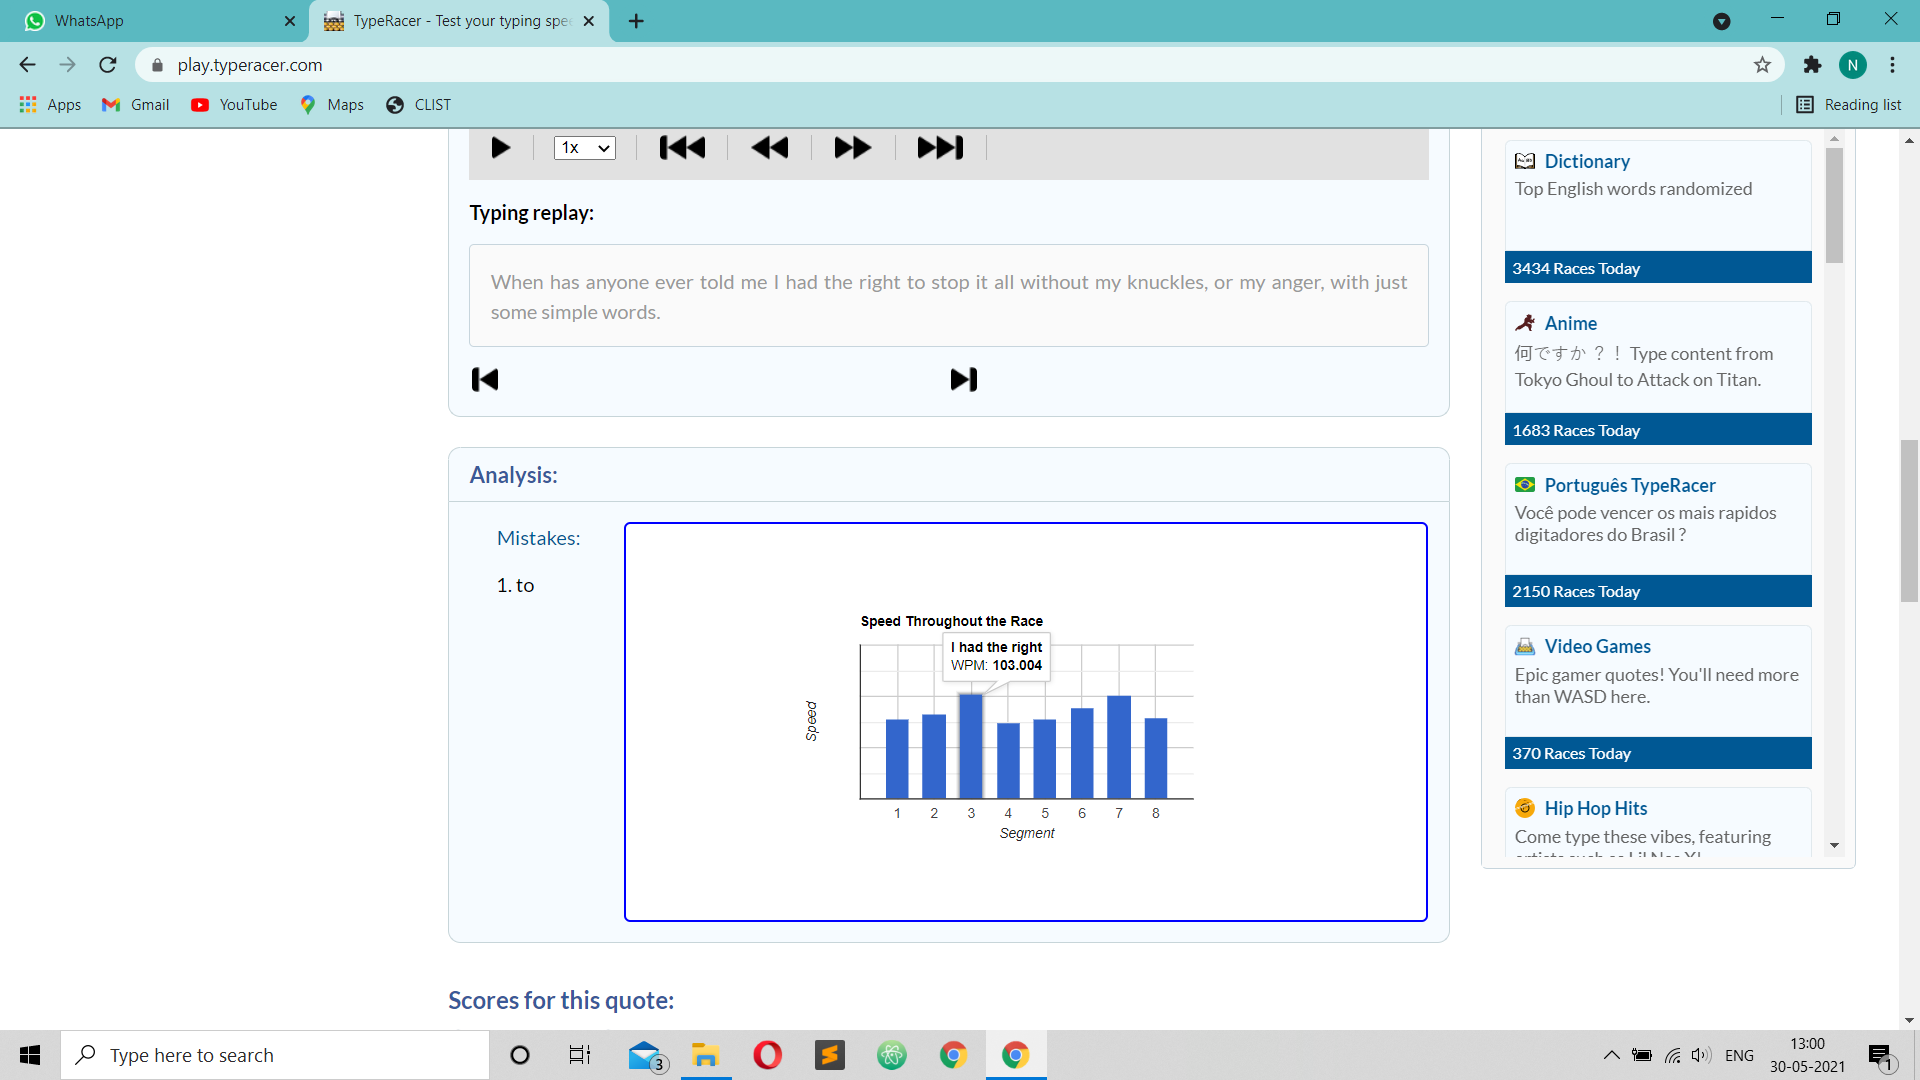 WhatsApp
TypeRacer - Test your typing spe
play.typeracer.com
N
Apps
Gmail
YouTube
Maps
CLIST
Reading list
1x
Typing replay:
When has anyone ever told me I had the right to stop it all without my knuckles, or my anger, with just
some simple words.
Analysis:
Mistakes:
1. to
Speed Throughout the Race
I had the right
WPM: 103.004
Speed
1 2 3 4 5 6 7 8
Segment
Scores for this quote:
Dictionary
Top English words randomized
3434 Races Today
Anime
何ですか ? ! Type content from
Tokyo Ghoul to Attack on Titan.
1683 Races Today
Português TypeRacer
Você pode vencer os mais rapidos
digitadores do Brasil ?
2150 Races Today
Video Games
Epic gamer quotes! You'll need more
than WASD here.
370 Races Today
Hip Hop Hits
Come type these vibes, featuring
Type here to search
3
ENG
13:00
30-05-2021
1